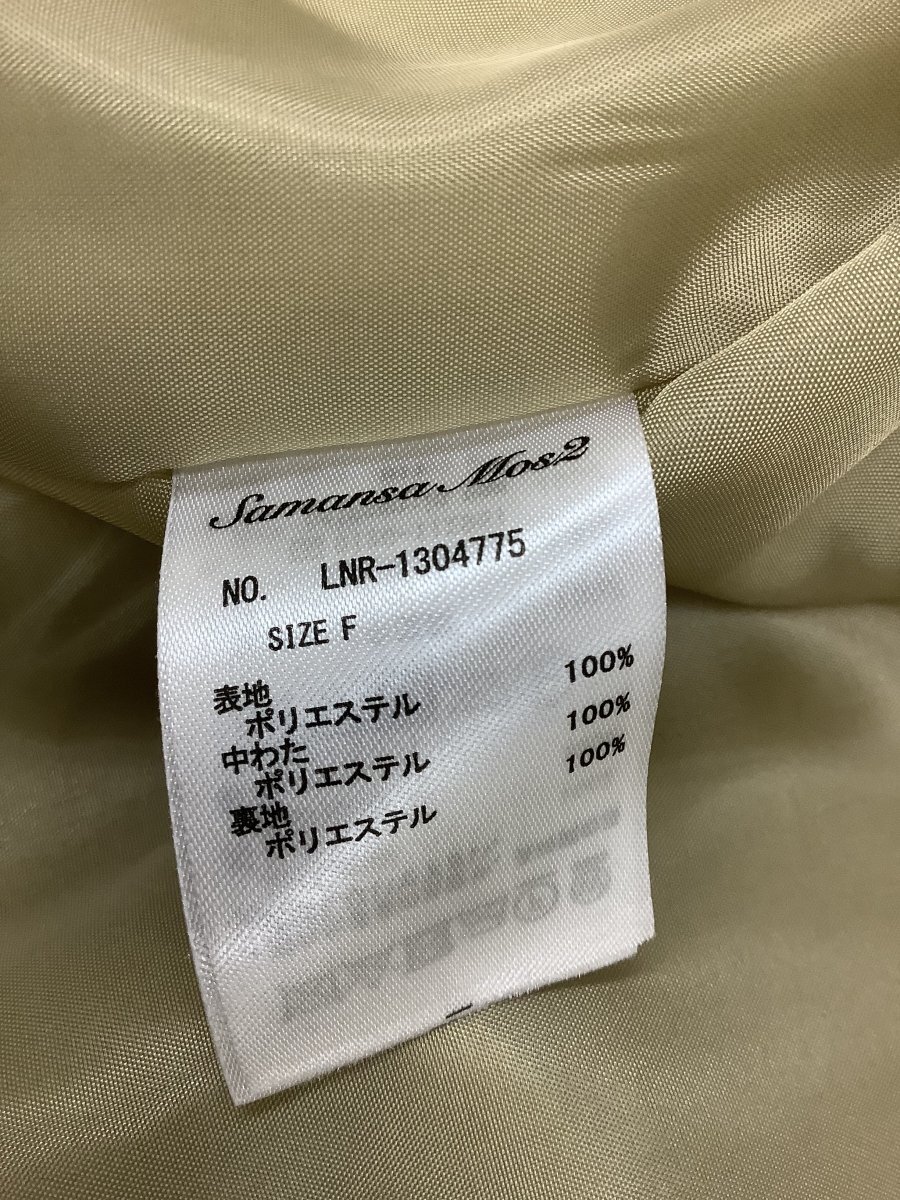 Samansa Mos2
NO. LNR-1304775
SIZE F
表地
ポリエステル 100%
中わた
ポリエステル 100%
裏地
ポリエステル 100%